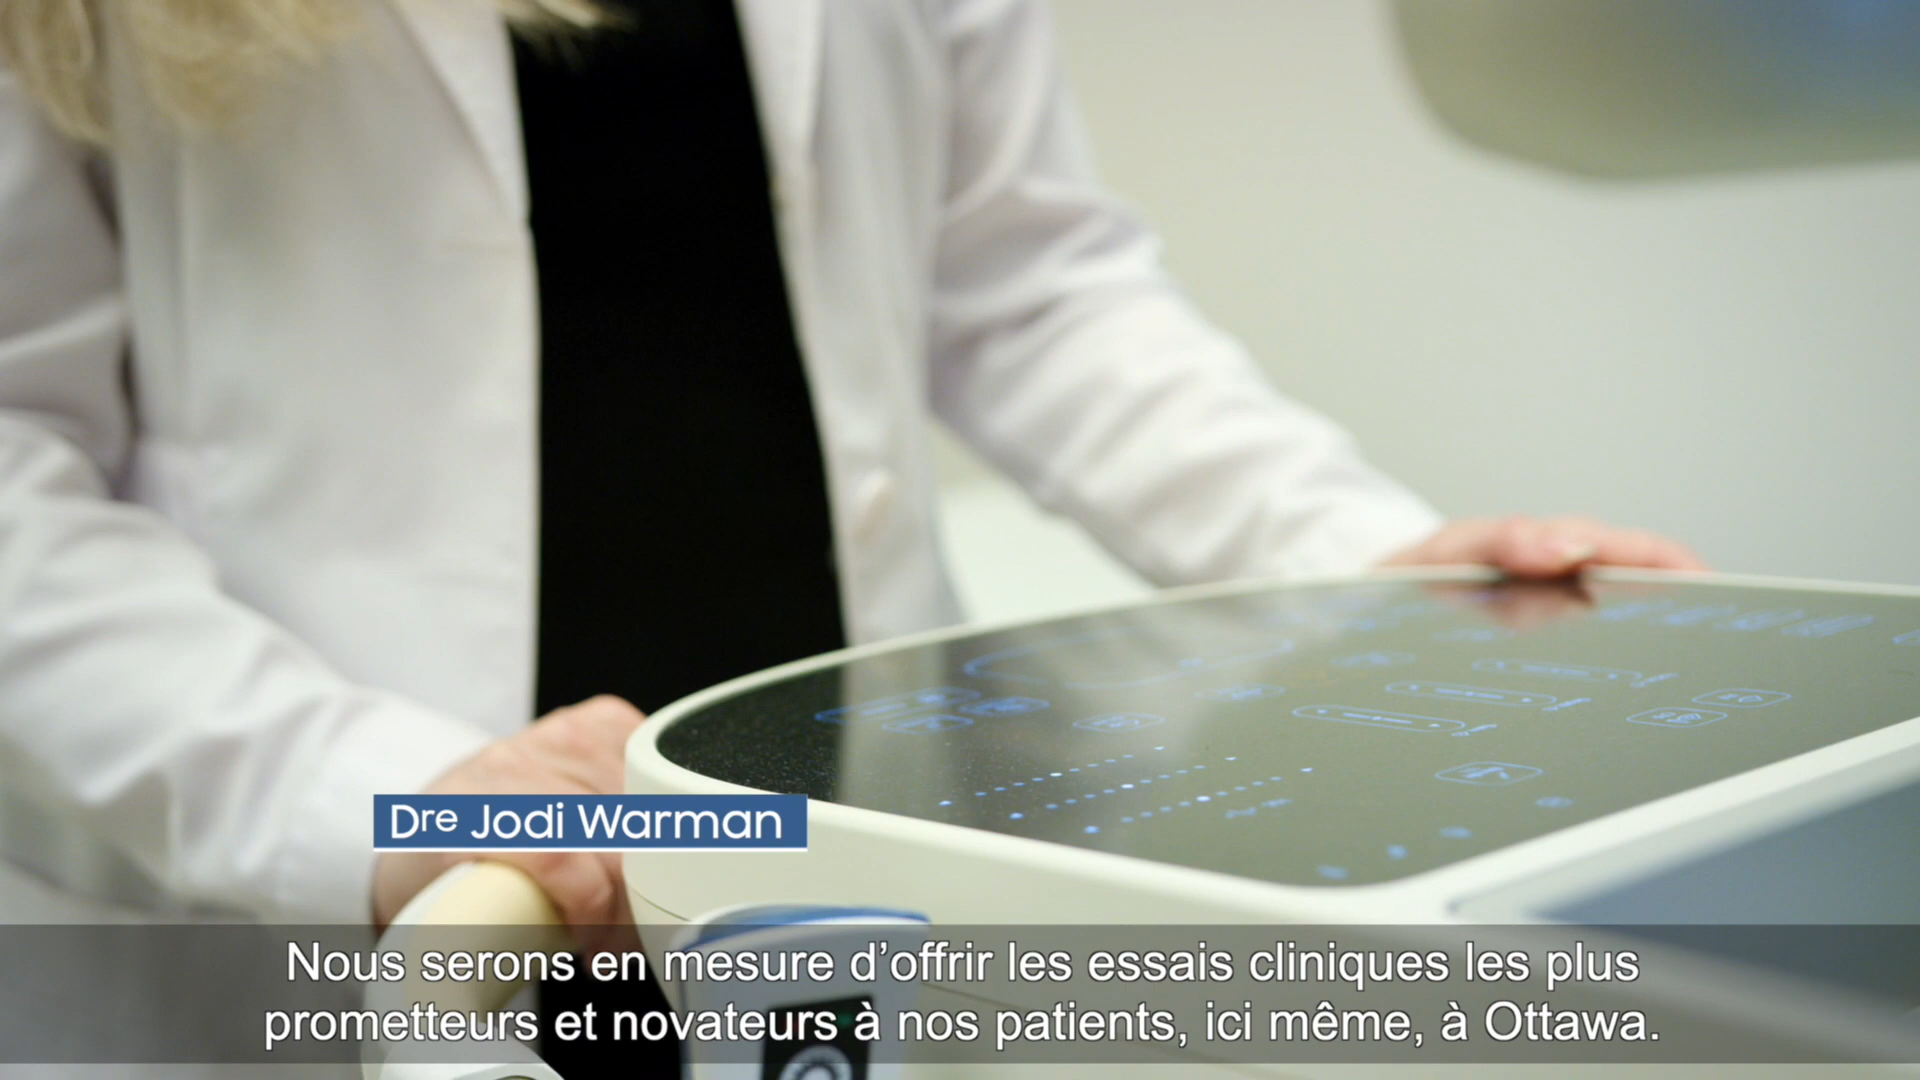 Dre Jodi Warman
Nous serons en mesure d’offrir les essais cliniques les plus
prometteurs et novateurs à nos patients, ici même, à Ottawa.